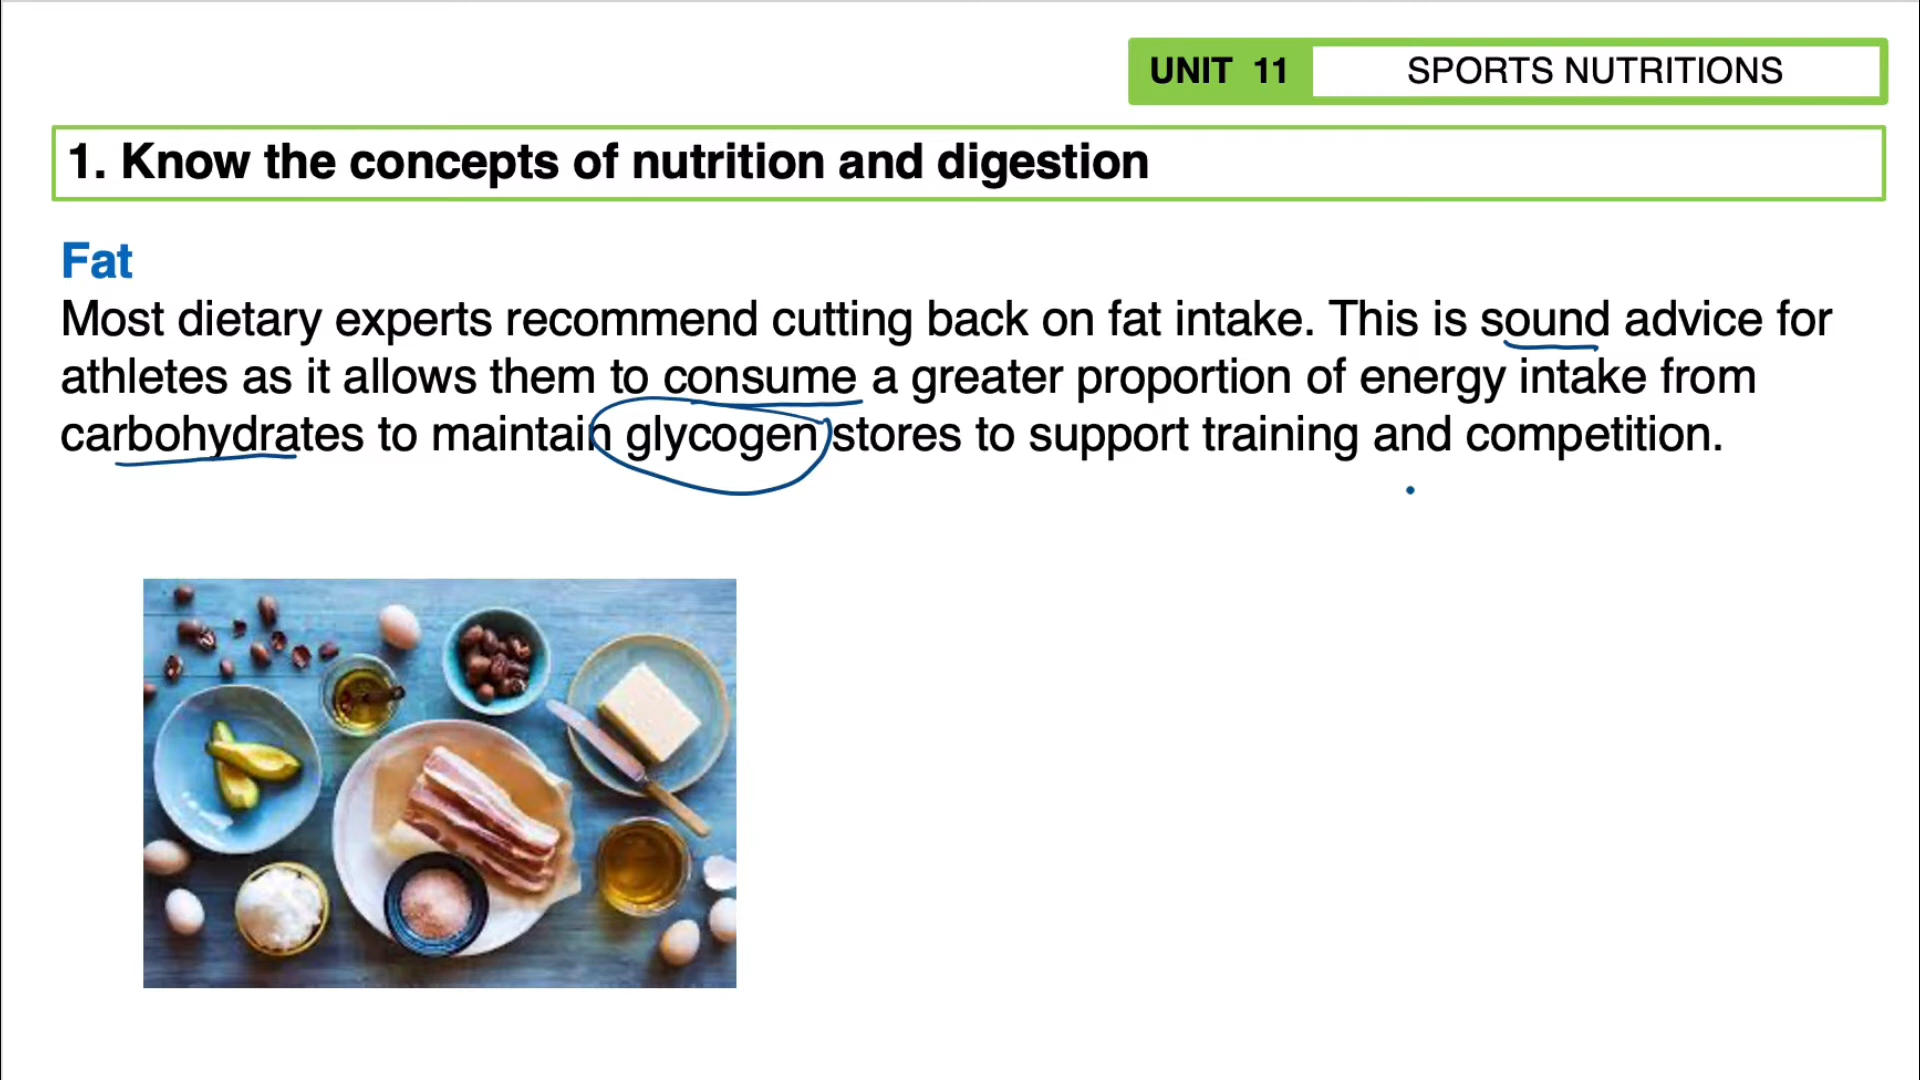 UNIT 11 SPORTS NUTRITIONS
1. Know the concepts of nutrition and digestion
Fat
Most dietary experts recommend cutting back on fat intake. This is sound advice for
athletes as it allows them to consume a greater proportion of energy intake from
carbohydrates to maintain glycogen stores to support training and competition.